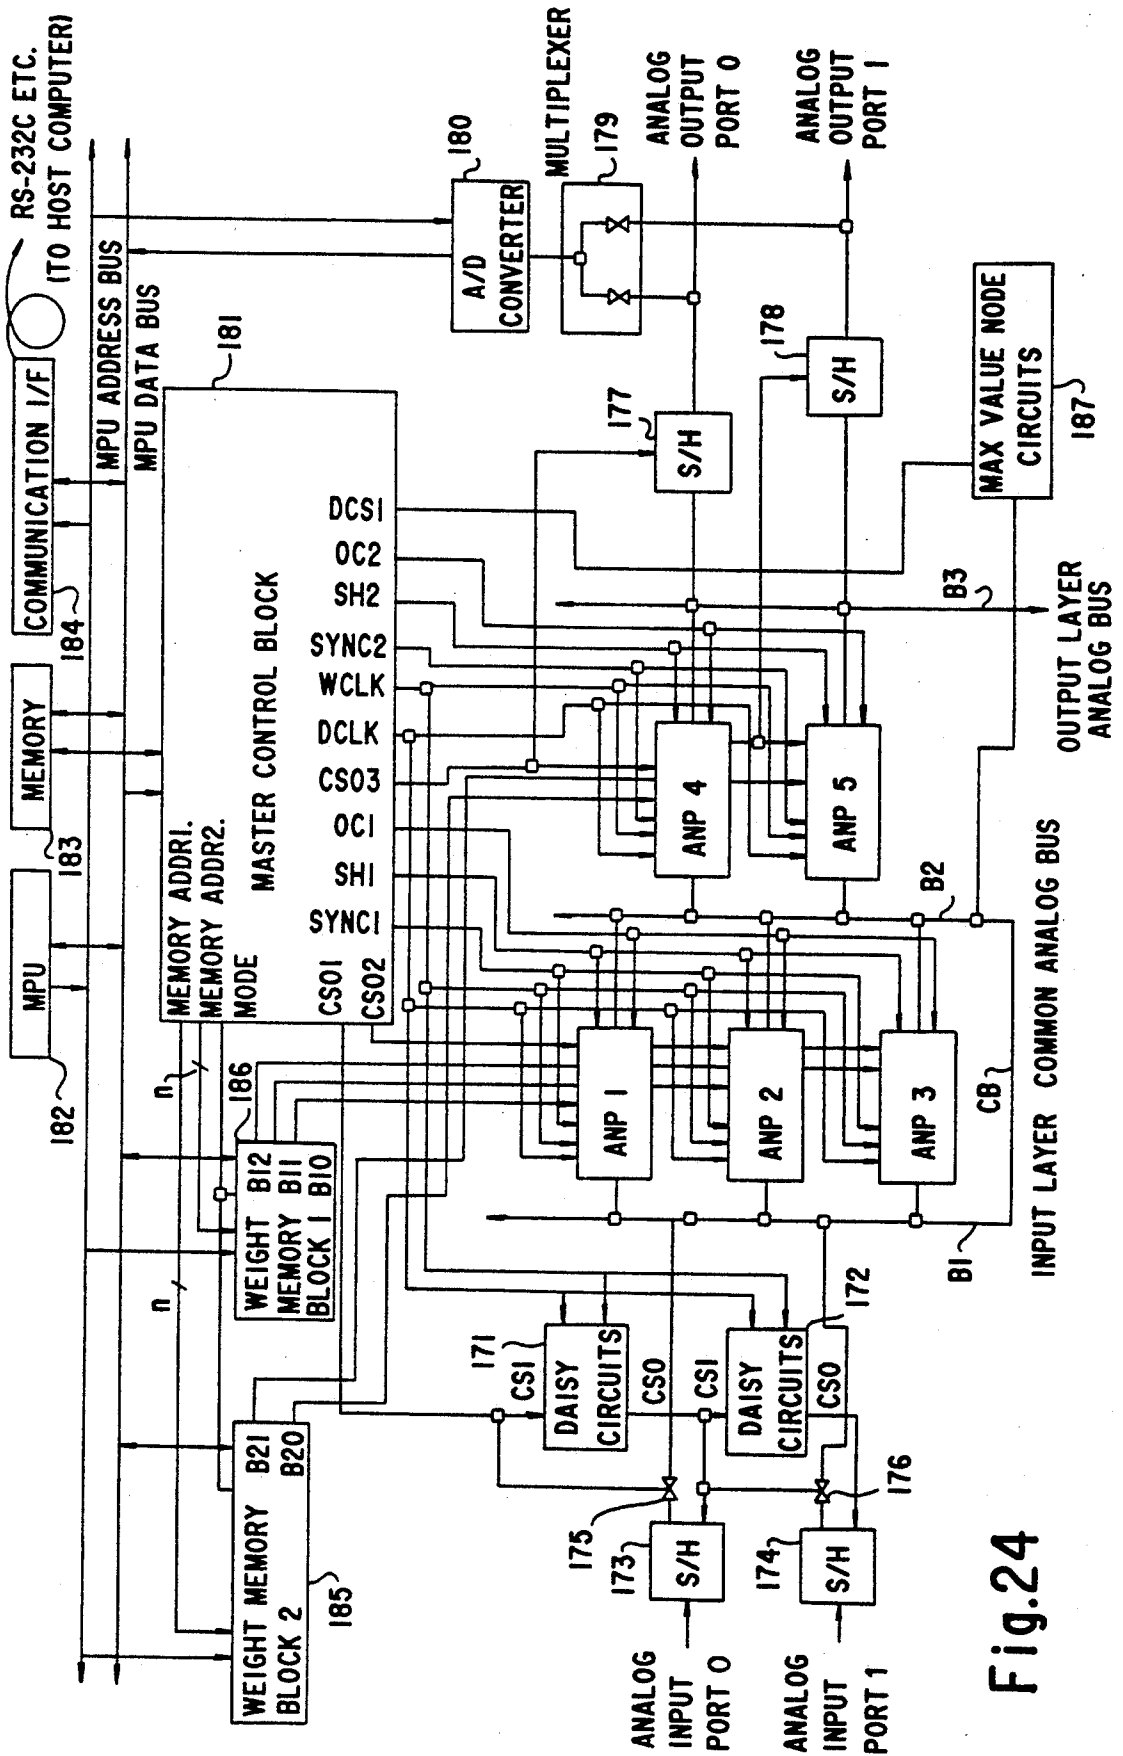 RS-232C ETC.
(TO HOST COMPUTER)
COMMUNICATION I/F
184
MEMORY
183
MPU
182
MPU ADDRESS BUS
MPU DATA BUS
181
MASTER CONTROL BLOCK
MEMORY ADDR1.
MEMORY ADDR2.
MODE
CSO1
CSO2
SYNC1
SH1
OC1
CSO3
DCLK
WCLK
SYNC2
SH2
OC2
DCS1
n
n
186
WEIGHT B12
MEMORY B11
BLOCK 1 B10
WEIGHT MEMORY B21
BLOCK 2
B20
185
180
A/D
CONVERTER
MULTIPLEXER
179
ANALOG
OUTPUT
PORT 0
ANALOG
OUTPUT
PORT 1
177
S/H
178
S/H
MAX VALUE NODE
CIRCUITS
187
B3
OUTPUT LAYER
ANALOG BUS
ANP 4
ANP 5
B2
ANP 1
ANP 2
ANP 3
CB
B1
INPUT LAYER COMMON ANALOG BUS
171
CSI
DAISY
CIRCUITS
CSO
172
CSI
DAISY
CIRCUITS
CSO
175
176
173
S/H
174
S/H
ANALOG
INPUT
PORT 0
ANALOG
INPUT
PORT 1
Fig.24